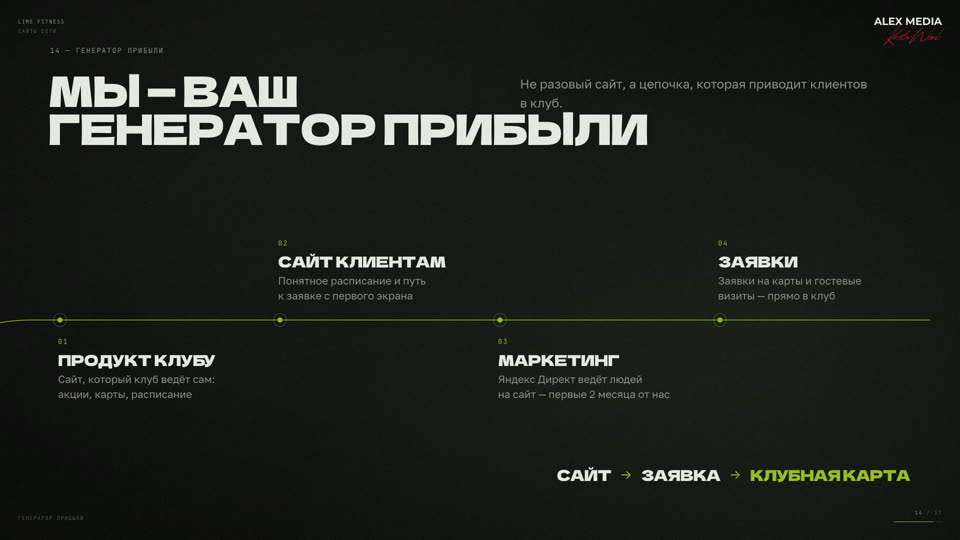 LIME FITNESS
САЙТЫ СЕТИ
ALEX MEDIA
14 — ГЕНЕРАТОР ПРИБЫЛИ
МЫ — ВАШ
ГЕНЕРАТОР ПРИБЫЛИ
Не разовый сайт, а цепочка, которая приводит клиентов
в клуб.
02
САЙТ КЛИЕНТАМ
Понятное расписание и путь
к заявке с первого экрана
04
ЗАЯВКИ
Заявки на карты и гостевые
визиты — прямо в клуб
01
ПРОДУКТ КЛУБУ
Сайт, который клуб ведёт сам:
акции, карты, расписание
03
МАРКЕТИНГ
Яндекс Директ ведёт людей
на сайт — первые 2 месяца от нас
САЙТ → ЗАЯВКА → КЛУБНАЯ КАРТА
ГЕНЕРАТОР ПРИБЫЛИ
14 / 17